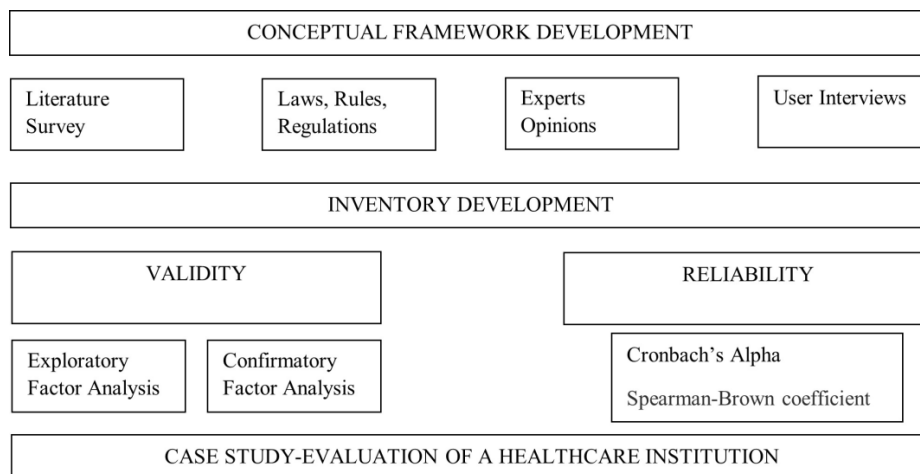 CONCEPTUAL FRAMEWORK DEVELOPMENT
Literature
Survey
Laws, Rules,
Regulations
Experts
Opinions
User Interviews
INVENTORY DEVELOPMENT
VALIDITY
RELIABILITY
Exploratory
Factor Analysis
Confirmatory
Factor Analysis
Cronbach's Alpha
Spearman-Brown coefficient
CASE STUDY-EVALUATION OF A HEALTHCARE INSTITUTION